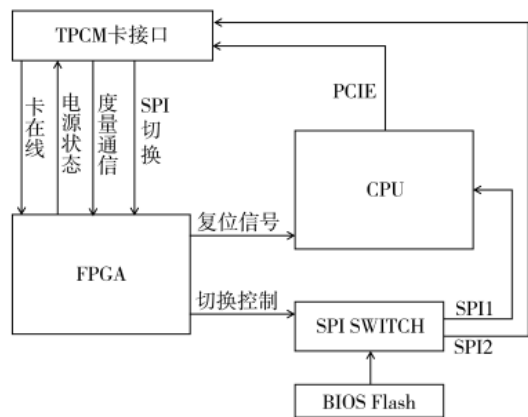 TPCM卡接口
卡在线
电源状态
度量通信
SPI切换
PCIE
CPU
复位信号
FPGA
切换控制
SPI SWITCH
SPI1
SPI2
BIOS Flash